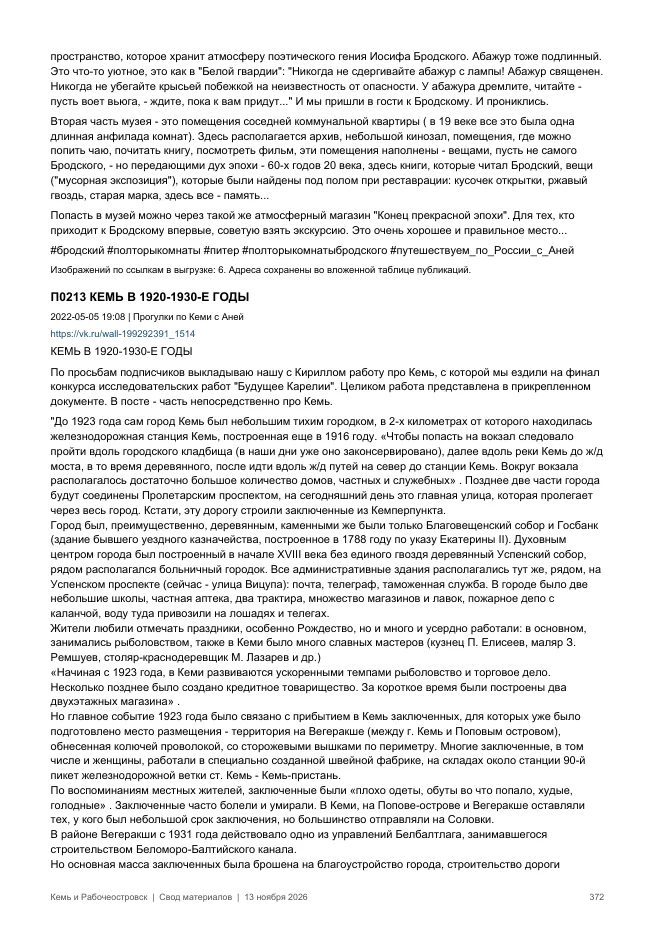 пространство, которое хранит атмосферу поэтического гения Иосифа Бродского. Абажур тоже подлинный.
Это что-то уютное, это как в "Белой гвардии": "Никогда не сдергивайте абажур с лампы! Абажур священен.
Никогда не убегайте крысьей побежкой на неизвестность от опасности. У абажура дремлите, читайте -
пусть воет вьюга, - ждите, пока к вам придут..." И мы пришли в гости к Бродскому. И прониклись.
Вторая часть музея - это помещения соседней коммунальной квартиры ( в 19 веке все это была одна
длинная анфилада комнат). Здесь располагается архив, небольшой кинозал, помещения, где можно
попить чаю, почитать книгу, посмотреть фильм, эти помещения наполнены - вещами, пусть не самого
Бродского, - но передающими дух эпохи - 60-х годов 20 века, здесь книги, которые читал Бродский, вещи
("мусорная экспозиция"), которые были найдены под полом при реставрации: кусочек открытки, ржавый
гвоздь, старая марка, здесь все - память...
Попасть в музей можно через такой же атмосферный магазин "Конец прекрасной эпохи". Для тех, кто
приходит к Бродскому впервые, советую взять экскурсию. Это очень хорошее и правильное место...
#бродский #полторыкомнаты #питер #полторыкомнатыбродского #путешествуем_по_России_с_Аней
Изображений по ссылкам в выгрузке: 6. Адреса сохранены во вложенной таблице публикаций.
П0213 КЕМЬ В 1920-1930-Е ГОДЫ
2022-05-05 19:08 | Прогулки по Кеми с Аней
https://vk.ru/wall-199292391_1514
КЕМЬ В 1920-1930-Е ГОДЫ
По просьбам подписчиков выкладываю нашу с Кириллом работу про Кемь, с которой мы ездили на финал
конкурса исследовательских работ "Будущее Карелии". Целиком работа представлена в прикрепленном
документе. В посте - часть непосредственно про Кемь.
"До 1923 года сам город Кемь был небольшим тихим городком, в 2-х километрах от которого находилась
железнодорожная станция Кемь, построенная еще в 1916 году. «Чтобы попасть на вокзал следовало
пройти вдоль городского кладбища (в наши дни уже оно законсервировано), далее вдоль реки Кемь до ж/д
моста, в то время деревянного, после идти вдоль ж/д путей на север до станции Кемь. Вокруг вокзала
располагалось достаточно большое количество домов, частных и служебных» . Позднее две части города
будут соединены Пролетарским проспектом, на сегодняшний день это главная улица, которая пролегает
через весь город. Кстати, эту дорогу строили заключенные из Кемперпункта.
Город был, преимущественно, деревянным, каменными же были только Благовещенский собор и Госбанк
(здание бывшего уездного казначейства, построенное в 1788 году по указу Екатерины II). Духовным
центром города был построенный в начале XVIII века без единого гвоздя деревянный Успенский собор,
рядом располагался больничный городок. Все административные здания располагались тут же, рядом, на
Успенском проспекте (сейчас - улица Вицупа): почта, телеграф, таможенная служба. В городе было две
небольшие школы, частная аптека, два трактира, множество магазинов и лавок, пожарное депо с
каланчой, воду туда привозили на лошадях и телегах.
Жители любили отмечать праздники, особенно Рождество, но и много и усердно работали: в основном,
занимались рыболовством, также в Кеми было много славных мастеров (кузнец П. Елисеев, маляр З.
Ремшуев, столяр-краснодеревщик М. Лазарев и др.)
«Начиная с 1923 года, в Кеми развиваются ускоренными темпами рыболовство и торговое дело.
Несколько позднее было создано кредитное товарищество. За короткое время были построены два
двухэтажных магазина» .
Но главное событие 1923 года было связано с прибытием в Кемь заключенных, для которых уже было
подготовлено место размещения - территория на Вегеракше (между г. Кемь и Поповым островом),
обнесенная колючей проволокой, со сторожевыми вышками по периметру. Многие заключенные, в том
числе и женщины, работали в специально созданной швейной фабрике, на складах около станции 90-й
пикет железнодорожной ветки ст. Кемь - Кемь-пристань.
По воспоминаниям местных жителей, заключенные были «плохо одеты, обуты во что попало, худые,
голодные» . Заключенные часто болели и умирали. В Кеми, на Попове-острове и Вегеракше оставляли
тех, у кого был небольшой срок заключения, но большинство отправляли на Соловки.
В районе Вегеракши с 1931 года действовало одно из управлений Белбалтлага, занимавшегося
строительством Беломоро-Балтийского канала.
Но основная масса заключенных была брошена на благоустройство города, строительство дороги
Кемь и Рабочеостровск | Свод материалов | 13 ноября 2026
372